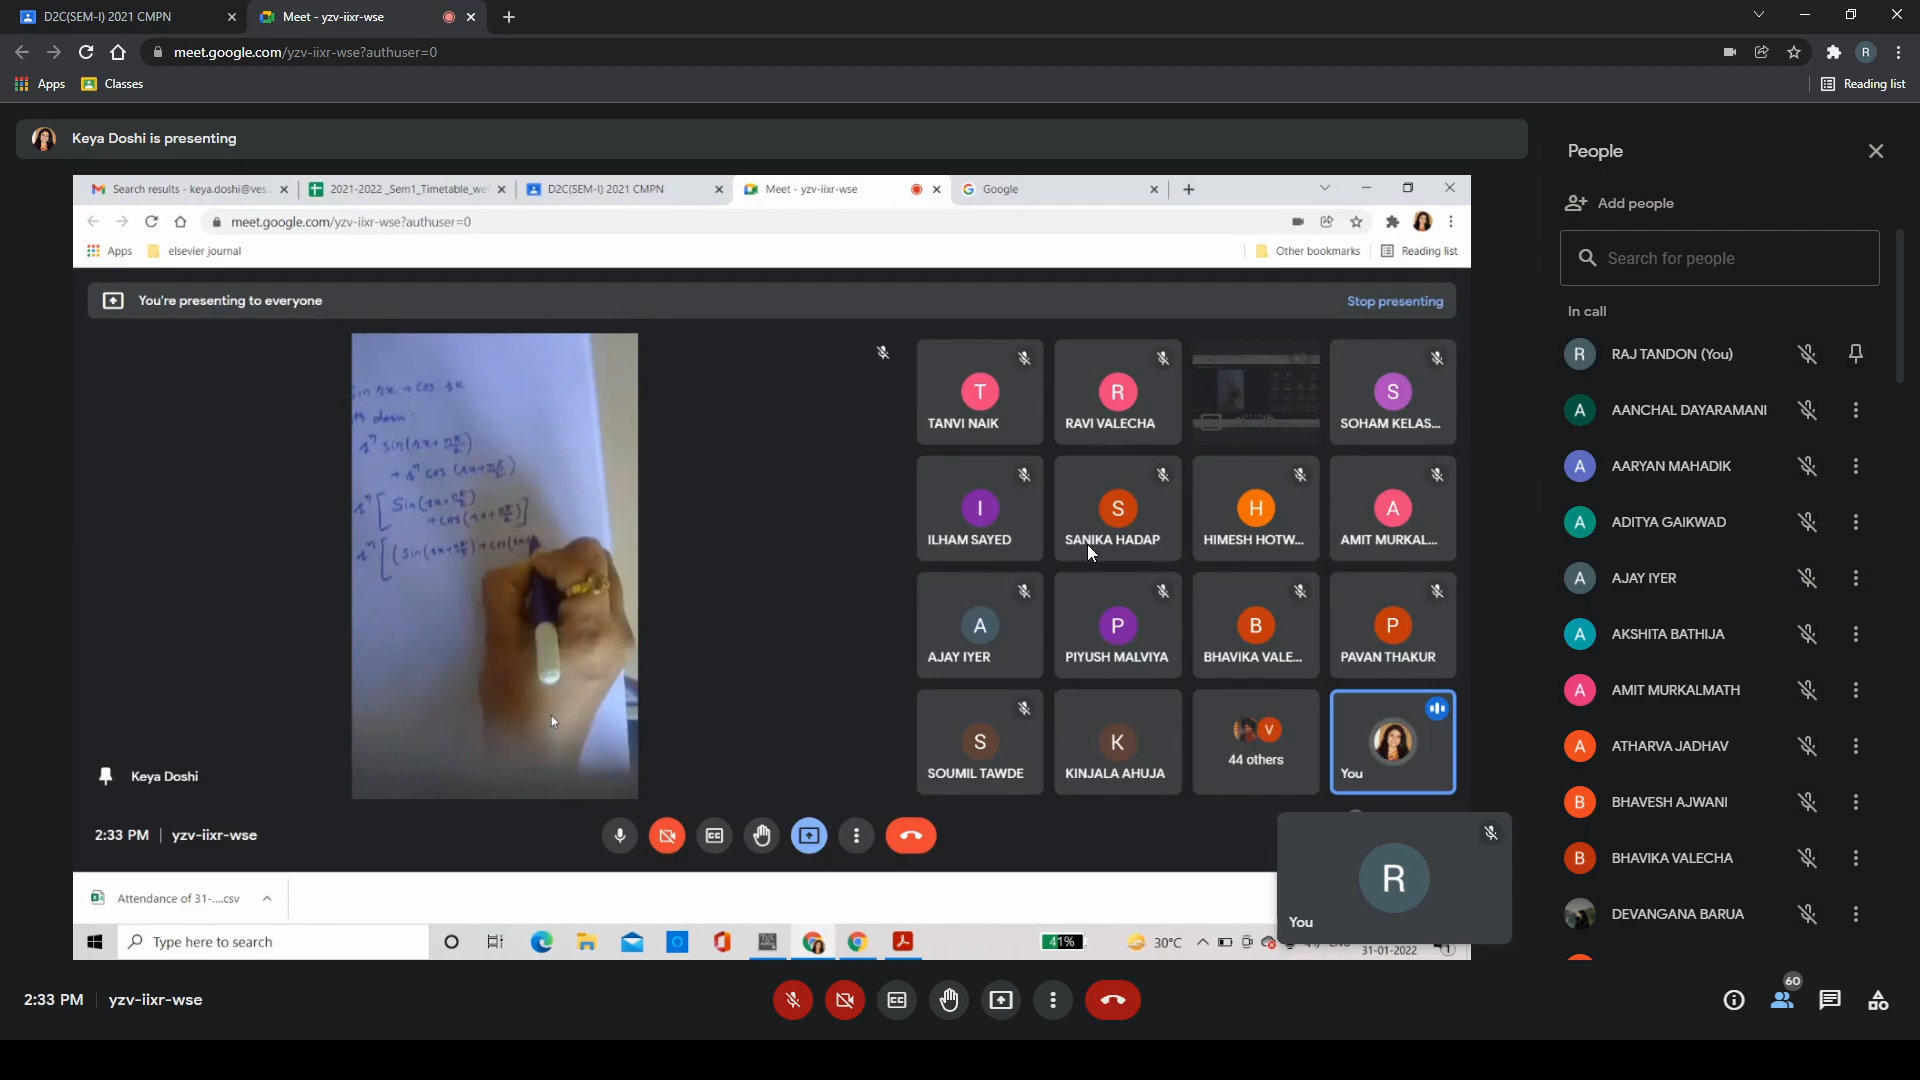 D2C(SEM-I) 2021 CMPN
Meet - yzv-iixr-wse
meet.google.com/yzv-iixr-wse?authuser=0
Apps
Classes
Reading list
Keya Doshi is presenting
Search results - keya.doshi@ves.
2021-2022 _Sem1_Timetable_we
D2C(SEM-I) 2021 CMPN
Meet - yzv-iixr-wse
Google
meet.google.com/yzv-iixr-wse?authuser=0
Apps
elsevier journal
Other bookmarks
Reading list
You're presenting to everyone
Stop presenting
T
TANVI NAIK
R
RAVI VALECHA
S
SOHAM KELAS...
I
ILHAM SAYED
S
SANIKA HADAP
H
HIMESH HOTW...
A
AMIT MURKAL...
A
AJAY IYER
P
PIYUSH MALVIYA
B
BHAVIKA VALE...
P
PAVAN THAKUR
S
SOUMIL TAWDE
K
KINJALA AHUJA
V
44 others
You
Keya Doshi
2:33 PM | yzv-iixr-wse
R
You
Attendance of 31-....csv
Type here to search
41%
30°C
31-01-2022
1
2:33 PM | yzv-iixr-wse
People
Add people
Search for people
In call
R RAJ TANDON (You)
A AANCHAL DAYARAMANI
A AARYAN MAHADIK
A ADITYA GAIKWAD
A AJAY IYER
A AKSHITA BATHIJA
A AMIT MURKALMATH
A ATHARVA JADHAV
B BHAVESH AJWANI
B BHAVIKA VALECHA
DEVANGANA BARUA
60